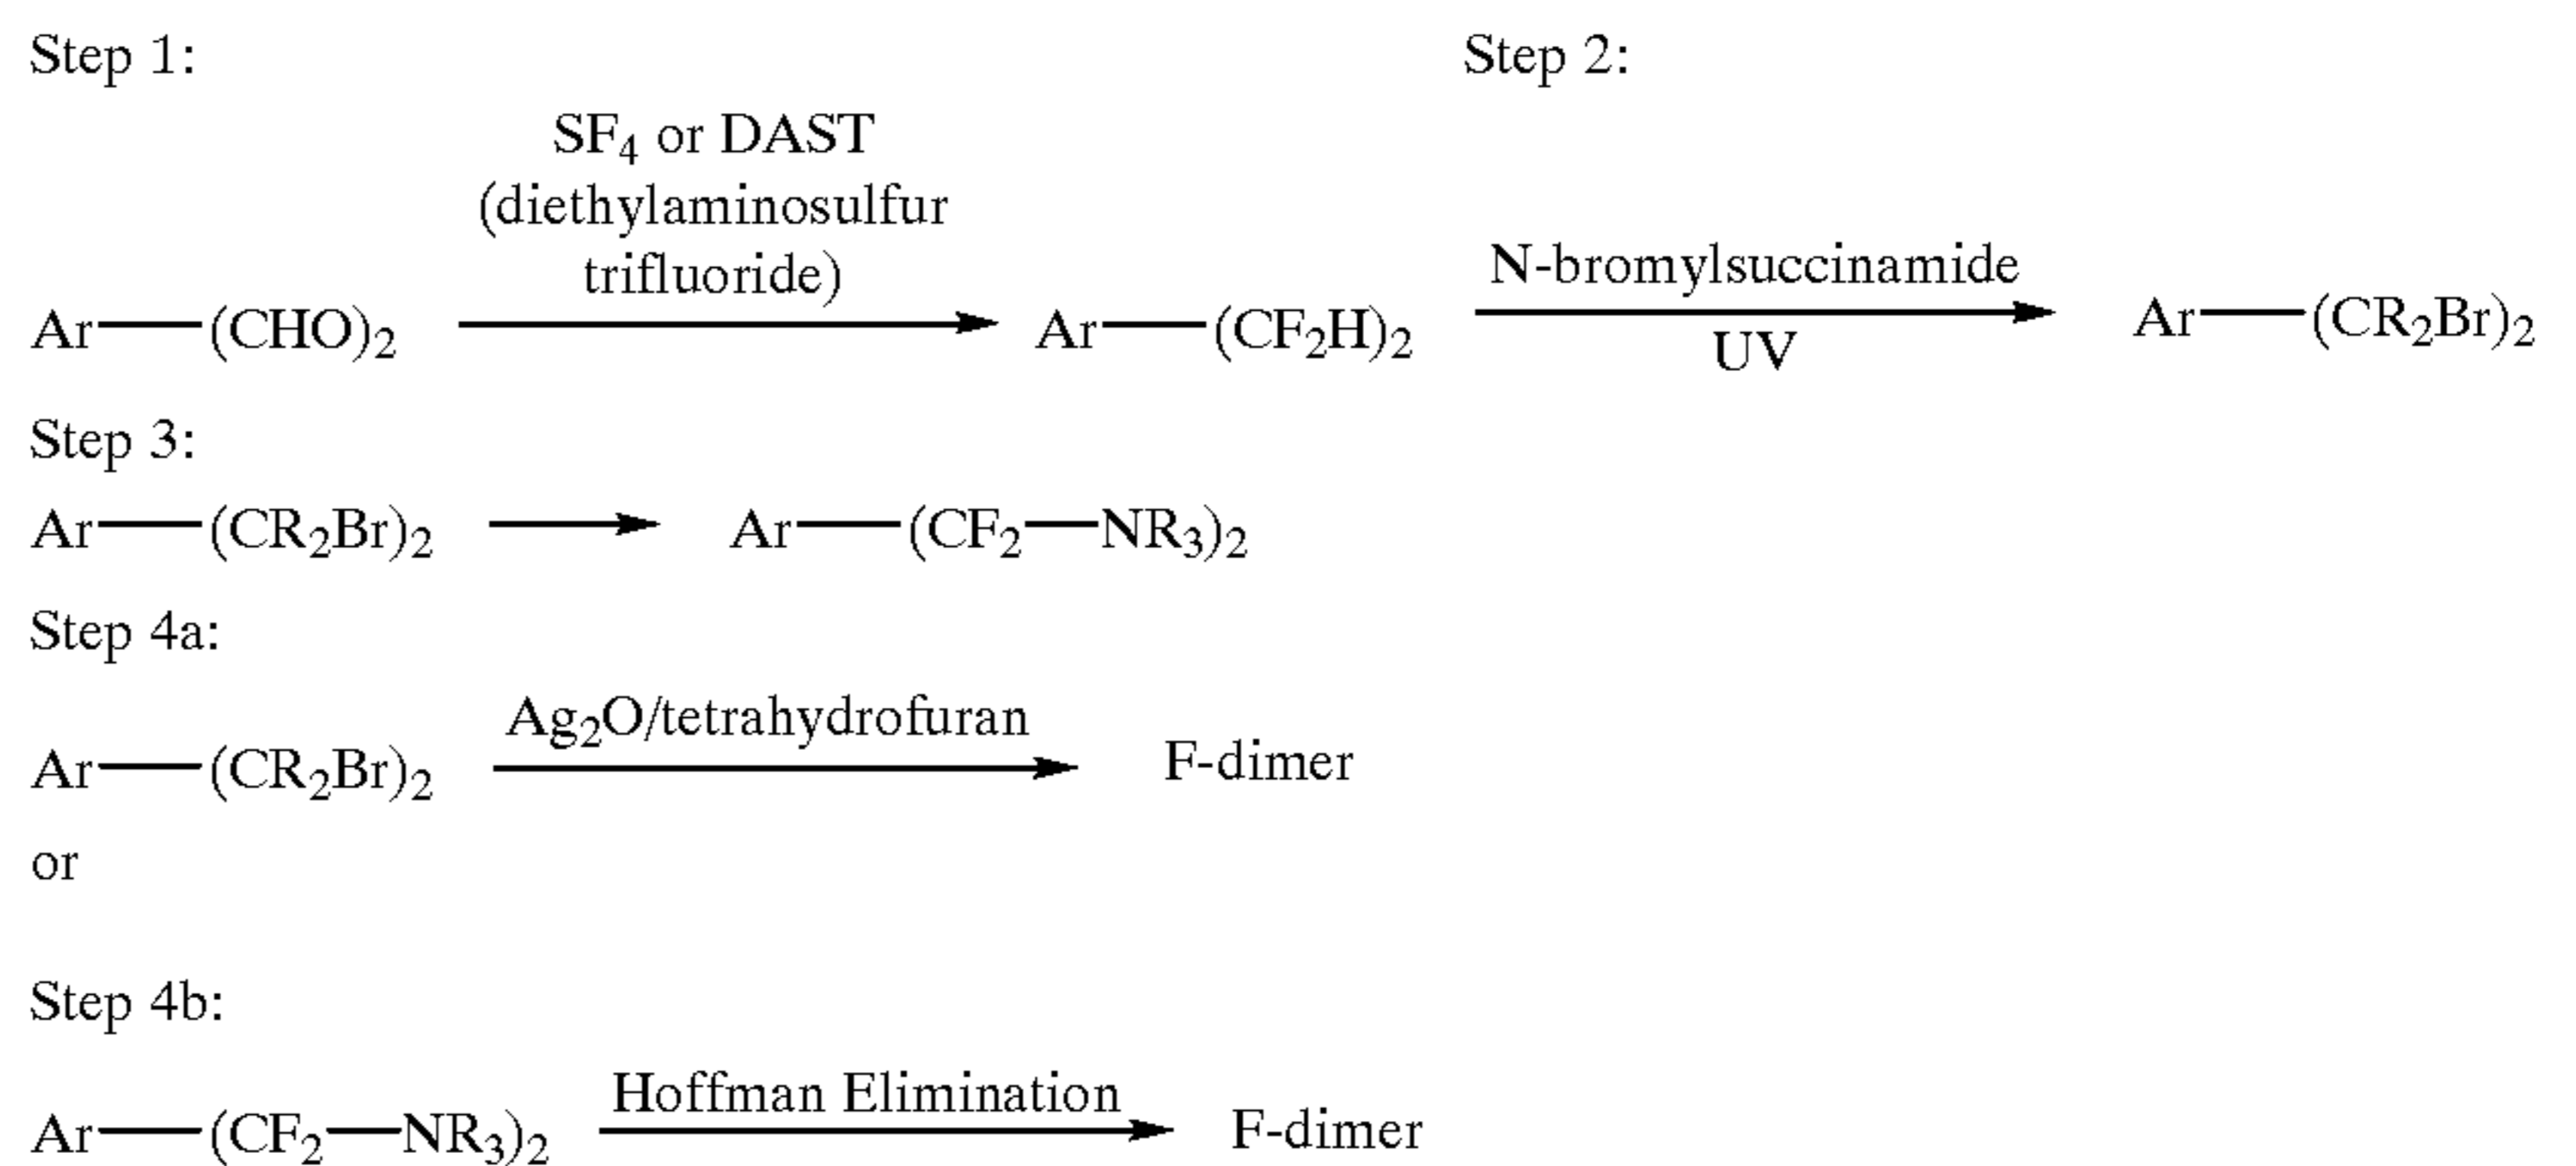 Step 1:
Step 2:
SF4 or DAST
(diethylaminosulfur
trifluoride)
N-bromylsuccinamide
UV
Ar—(CHO)2
Ar—(CF2H)2
Ar—(CR2Br)2
Step 3:
Ar—(CR2Br)2
Ar—(CF2—NR3)2
Step 4a:
Ag2O/tetrahydrofuran
Ar—(CR2Br)2
F-dimer
or
Step 4b:
Hoffman Elimination
Ar—(CF2—NR3)2
F-dimer